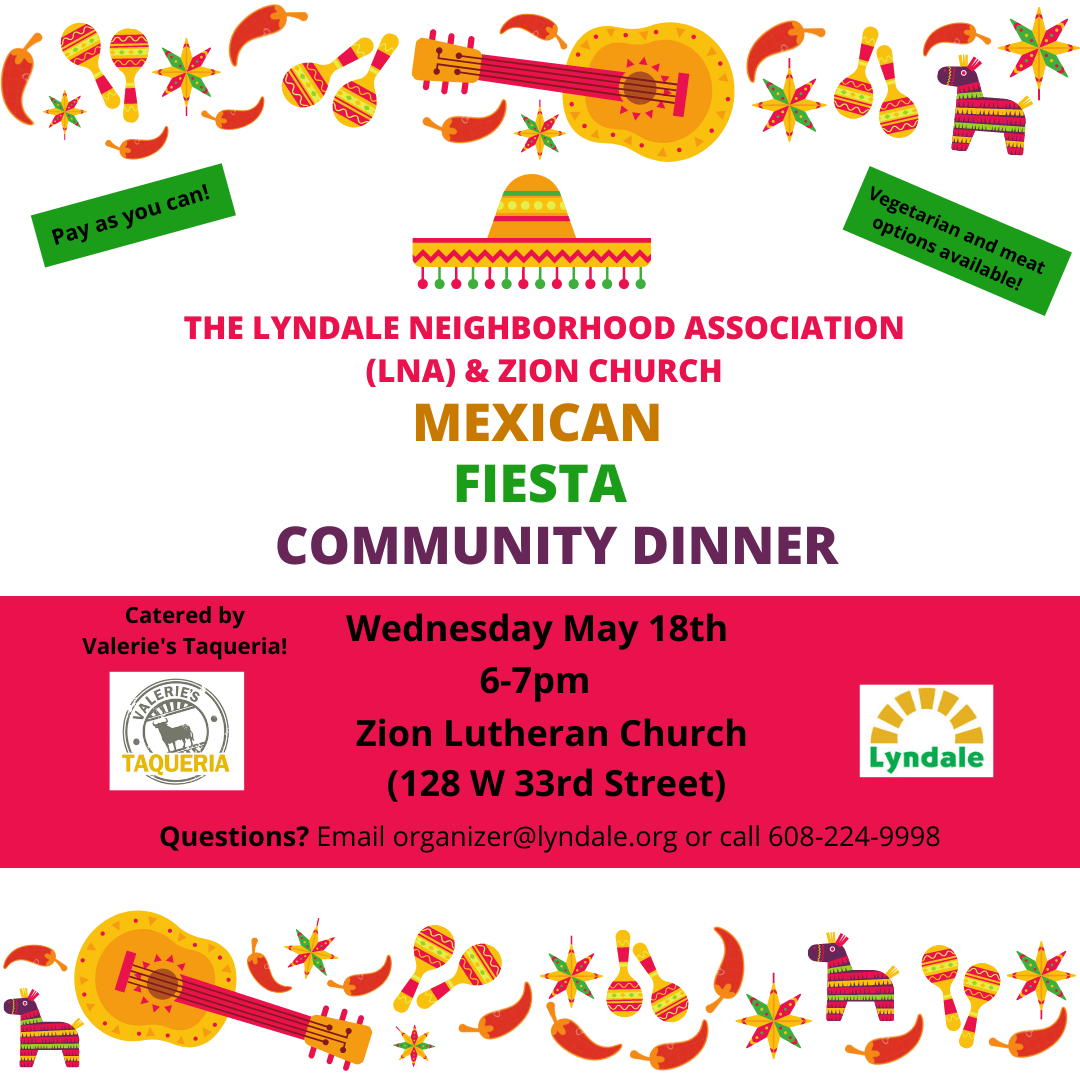 Pay as you can!
Vegetarian and meat
options available!
THE LYNDALE NEIGHBORHOOD ASSOCIATION
(LNA) & ZION CHURCH
MEXICAN
FIESTA
COMMUNITY DINNER
Catered by
Valerie's Taqueria!
VALERIE'S
TAQUERIA
Wednesday May 18th
6-7pm
Zion Lutheran Church
(128 W 33rd Street)
Lyndale
Questions? Email organizer@lyndale.org or call 608-224-9998